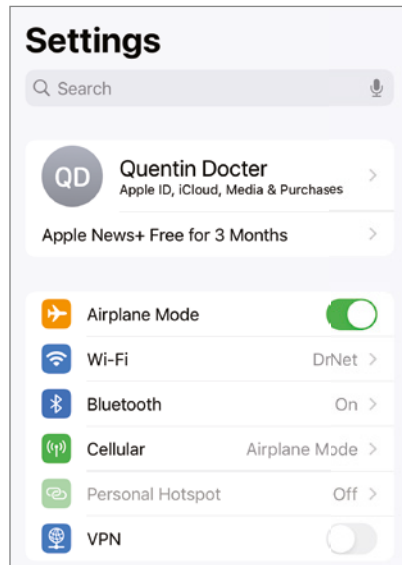 Settings
Search
QD
Quentin Docter
Apple ID, iCloud, Media & Purchases
Apple News+ Free for 3 Months
Airplane Mode
Wi-Fi DrNet
Bluetooth On
Cellular Airplane Mode
Personal Hotspot Off
VPN